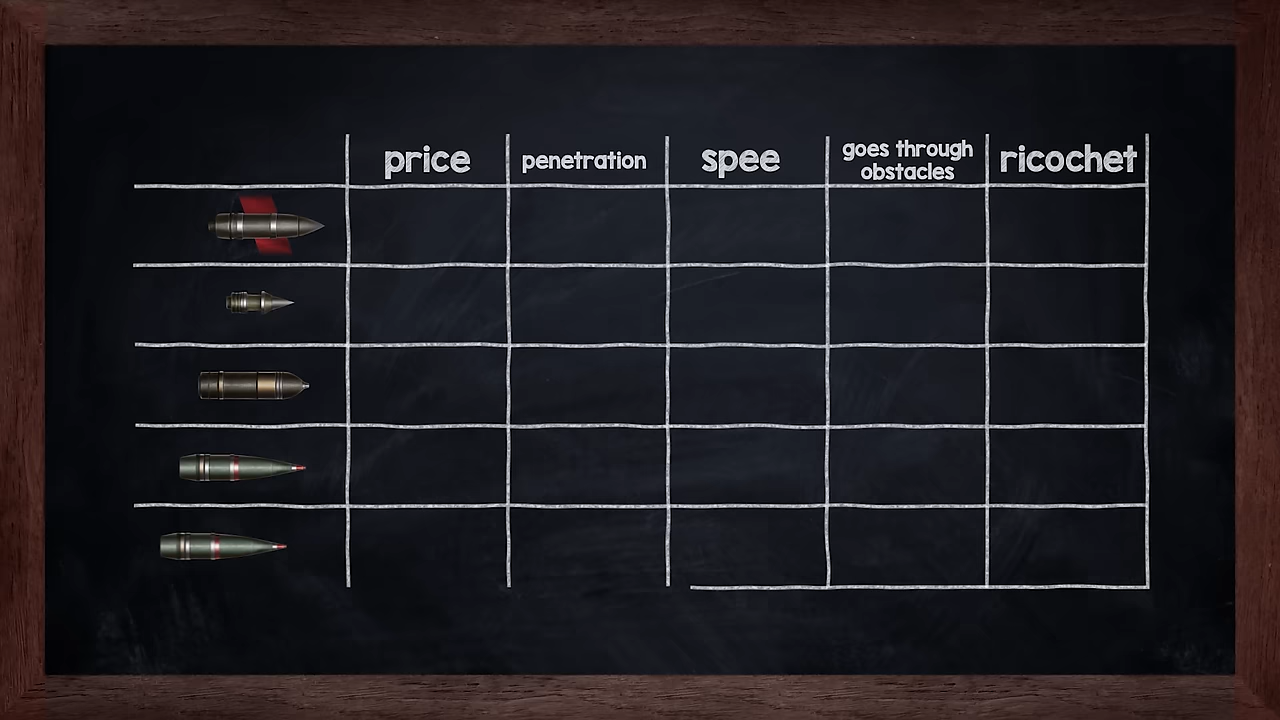 price
penetration
spee
goes through
obstacles
ricochet